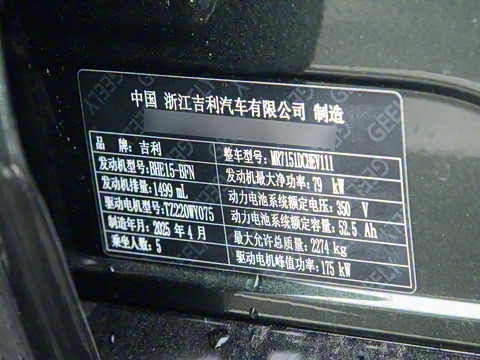 中国 浙江吉利汽车有限公司 制造
品 牌:吉利
整车型号:MR7151DCHEV111
发动机型号:BHE15-BFN
发动机最大净功率:79 kW
发动机排量:1499 mL
动力电池系统额定电压:350 V
驱动电机型号:TZ220WY075
动力电池系统额定容量:52.5 Ah
制造年月:2025 年 4 月
最大允许总质量:2274 kg
乘坐人数:5
驱动电机峰值功率:175 kW
GEELY
GEELY
GEELY
GEELY